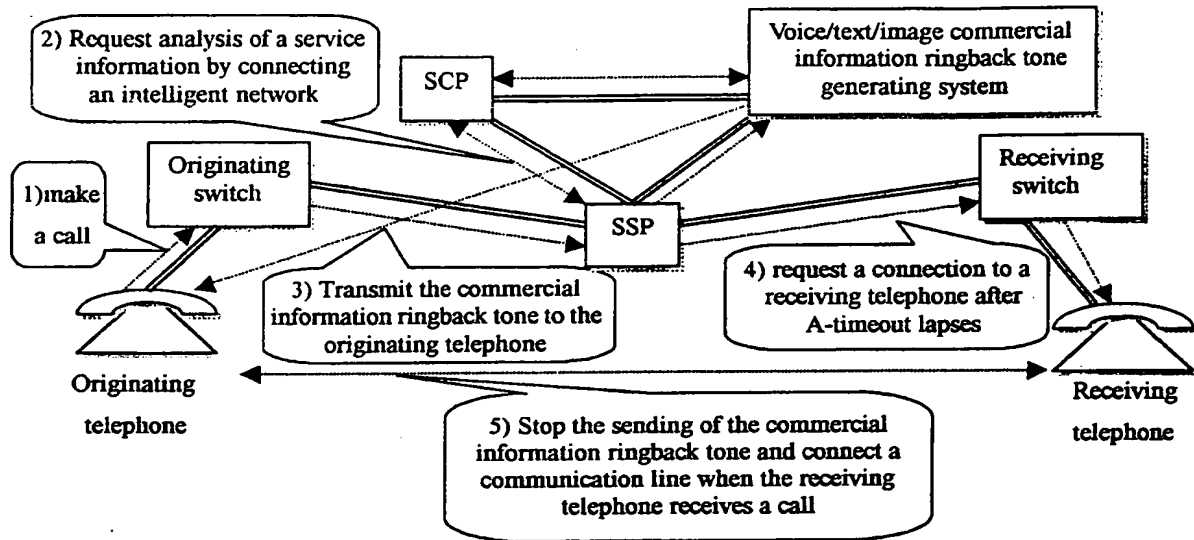 2) Request analysis of a service
information by connecting
an intelligent network
SCP
Voice/text/image commercial
information ringback tone
generating system
Originating
switch
Receiving
switch
1)make
a call
SSP
3) Transmit the commercial
information ringback tone to the
originating telephone
4) request a connection to a
receiving telephone after
A-timeout lapses
Originating
telephone
Receiving
telephone
5) Stop the sending of the commercial
information ringback tone and connect a
communication line when the receiving
telephone receives a call